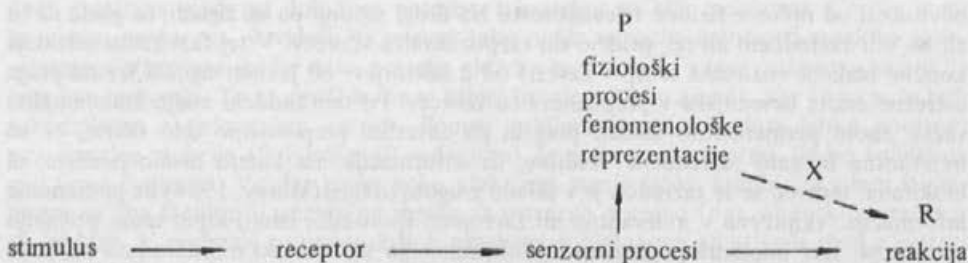 P
fiziološki
procesi
fenomenološke
reprezentacije
X
R
stimulus receptor senzorni procesi reakcija